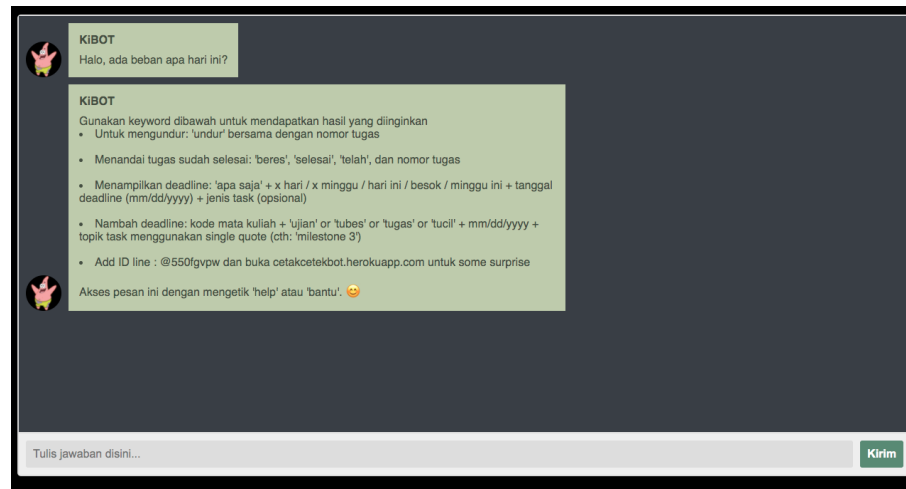 KiBOT
Halo, ada beban apa hari ini?
KiBOT
Gunakan keyword dibawah untuk mendapatkan hasil yang diinginkan
• Untuk mengundur: 'undur' bersama dengan nomor tugas
• Menandai tugas sudah selesai: 'beres', 'selesai', 'telah', dan nomor tugas
• Menampilkan deadline: 'apa saja' + x hari / x minggu / hari ini / besok / minggu ini + tanggal
deadline (mm/dd/yyyy) + jenis task (opsional)
• Nambah deadline: kode mata kuliah + 'ujian' or 'tubes' or 'tugas' or 'tucil' + mm/dd/yyyy +
topik task menggunakan single quote (cth: 'milestone 3')
• Add ID line : @550fgvpw dan buka cetakcetekbot.herokuapp.com untuk some surprise
Akses pesan ini dengan mengetik 'help' atau 'bantu'. 😊
Tulis jawaban disini...
Kirim